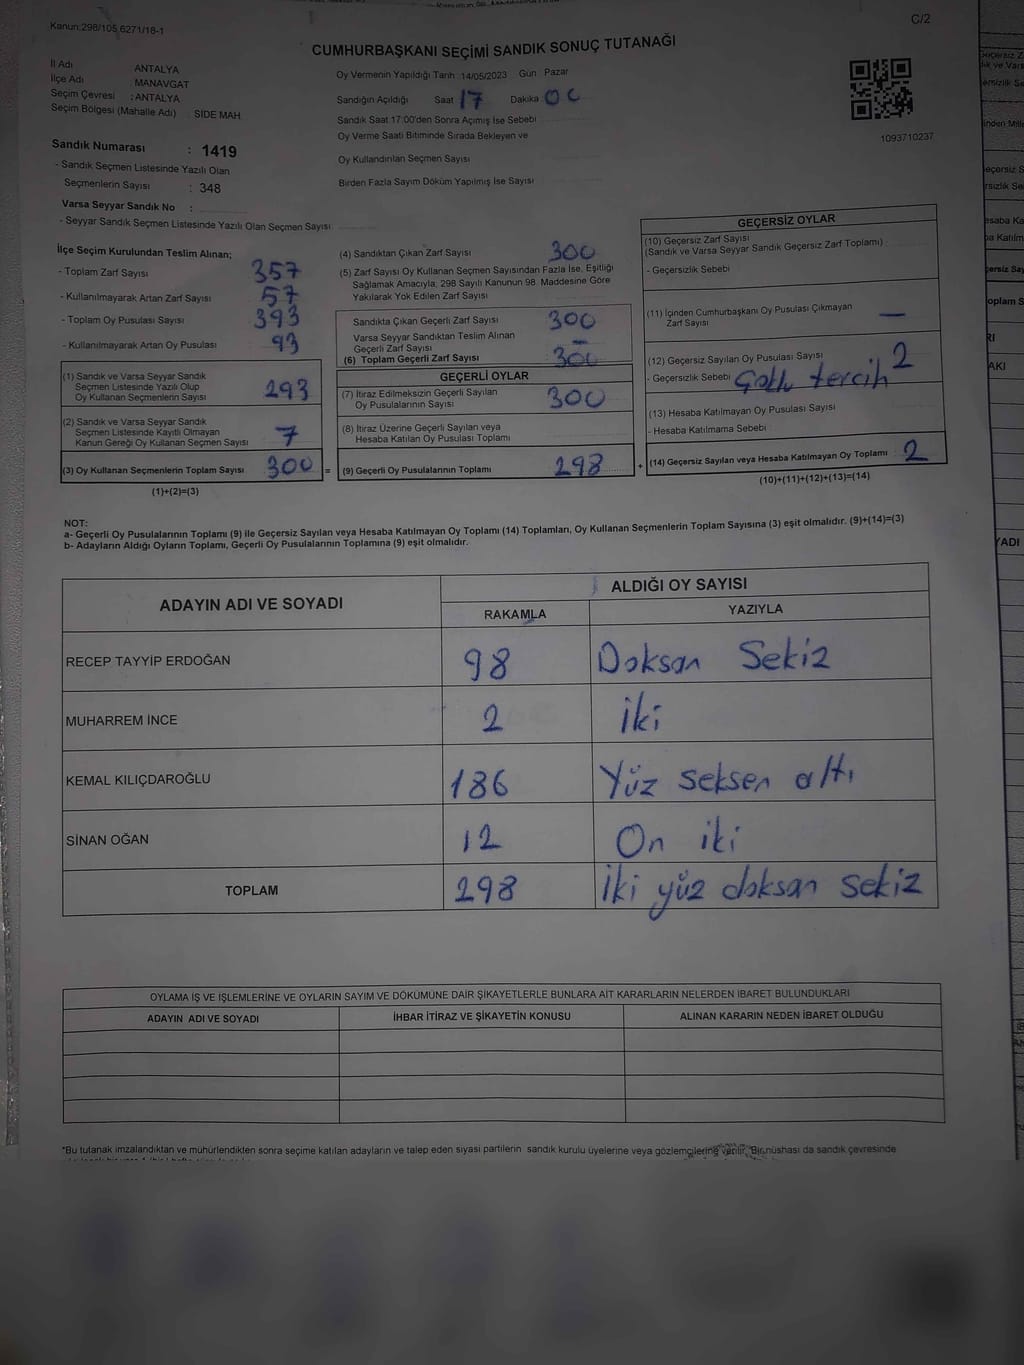 Kanun:298/105,6271/18-1
C/2
CUMHURBAŞKANI SEÇİMİ SANDIK SONUÇ TUTANAĞI
İl Adı ANTALYA
İlçe Adı MANAVGAT
Seçim Çevresi : ANTALYA
Seçim Bölgesi (Mahalle Adı) SIDE MAH
Oy Vermenin Yapıldığı Tarih :14/05/2023 Gün Pazar
Sandığın Açıldığı Saat 17 Dakika
Sandık Saat 17:00'den Sonra Açımış İse Sebebi
Oy Verme Saati Bitiminde Sırada Bekleyen ve
Oy Kullandırılan Seçmen Sayısı
Birden Fazla Sayım Döküm Yapılmış İse Sayısı
1093710237
Sandık Numarası : 1419
- Sandık Seçmen Listesinde Yazılı Olan
Seçmenlerin Sayısı : 348
Varsa Seyyar Sandık No :
- Seyyar Sandık Seçmen Listesinde Yazılı Olan Seçmen Sayısı
İlçe Seçim Kurulundan Teslim Alınan;
- Toplam Zarf Sayısı 357
- Kullanılmayarak Artan Zarf Sayısı 57
- Toplam Oy Pusulası Sayısı 393
- Kullanılmayarak Artan Oy Pusulası 93
(1) Sandık ve Varsa Seyyar Sandık
Seçmen Listesinde Yazılı Olup
Oy Kullanan Seçmenlerin Sayısı 293
(2) Sandık ve Varsa Seyyar Sandık
Seçmen Listesinde Kayıtlı Olmayan
Kanun Gereği Oy Kullanan Seçmen Sayısı 7
(3) Oy Kullanan Seçmenlerin Toplam Sayısı 300 =
(1)+(2)=(3)
(4) Sandıktan Çıkan Zarf Sayısı 300
(5) Zarf Sayısı Oy Kullanan Seçmen Sayısından Fazla İse, Eşitliği
Sağlamak Amacıyla; 298 Sayılı Kanunun 98. Maddesine Göre
Yakılarak Yok Edilen Zarf Sayısı
Sandıkta Çıkan Geçerli Zarf Sayısı 300
Varsa Seyyar Sandıktan Teslim Alınan
Geçerli Zarf Sayısı –
(6) Toplam Geçerli Zarf Sayısı : 300
GEÇERLİ OYLAR
(7) İtiraz Edilmeksizin Geçerli Sayılan
Oy Pusulalarının Sayısı 300
(8) İtiraz Üzerine Geçerli Sayılan veya
Hesaba Katılan Oy Pusulası Toplamı
(9) Geçerli Oy Pusulalarının Toplamı 298 +
GEÇERSİZ OYLAR
(10) Geçersiz Zarf Sayısı
(Sandık ve Varsa Seyyar Sandık Geçersiz Zarf Toplamı)
- Geçersizlik Sebebi
(11) İçinden Cumhurbaşkanı Oy Pusulası Çıkmayan
Zarf Sayısı —
(12) Geçersiz Sayılan Oy Pusulası Sayısı 2
- Geçersizlik Sebebi tercih
(13) Hesaba Katılmayan Oy Pusulası Sayısı
- Hesaba Katılmama Sebebi
(14) Geçersiz Sayılan veya Hesaba Katılmayan Oy Toplamı 2
(10)+(11)+(12)+(13)=(14)
NOT:
a- Geçerli Oy Pusulalarının Toplamı (9) ile Geçersiz Sayılan veya Hesaba Katılmayan Oy Toplamı (14) Toplamları, Oy Kullanan Seçmenlerin Toplam Sayısına (3) eşit olmalıdır. (9)+(14)=(3)
b- Adayların Aldığı Oyların Toplamı, Geçerli Oy Pusulalarının Toplamına (9) eşit olmalıdır.
ADAYIN ADI VE SOYADI
ALDIĞI OY SAYISI
RAKAMLA YAZIYLA
RECEP TAYYİP ERDOĞAN 98 Doksan Sekiz
MUHARREM İNCE 2 İki
KEMAL KILIÇDAROĞLU 186 Yüz seksen altı
SİNAN OĞAN 12 On iki
TOPLAM 298 İki yüz doksan sekiz
OYLAMA İŞ VE İŞLEMLERİNE VE OYLARIN SAYIM VE DÖKÜMÜNE DAİR ŞİKAYETLERLE BUNLARA AİT KARARLARIN NELERDEN İBARET BULUNDUKLARI
ADAYIN ADI VE SOYADI İHBAR İTİRAZ VE ŞİKAYETİN KONUSU ALINAN KARARIN NEDEN İBARET OLDUĞU
*Bu tutanak imzalandıktan ve mühürlendikten sonra seçime katılan adayların ve talep eden siyasi partilerin sandık kurulu üyelerine veya gözlemcilerine verilir. Bir nüshası da sandık çevresinde